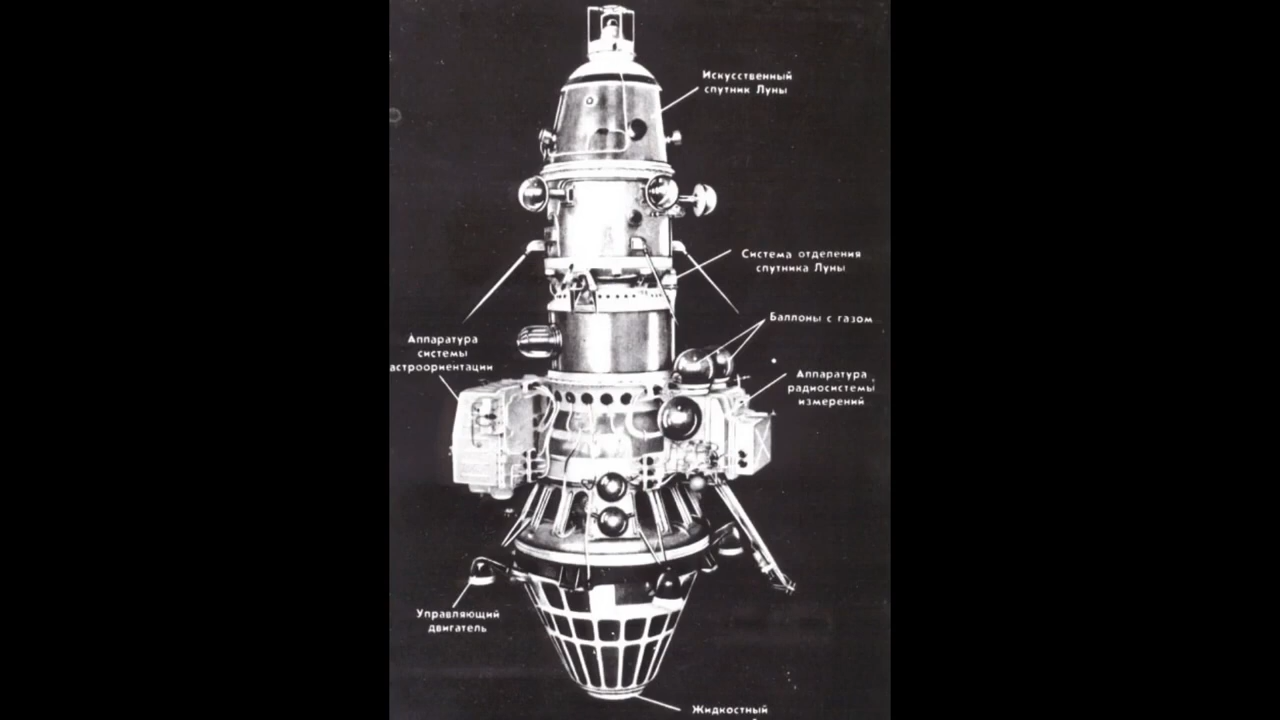 Искусственный
спутник Луны
Система отделения
спутника Луны
Баллоны с газом
Аппаратура
системы
астроориентации
Аппаратура
радиосистемы
измерений
Управляющий
двигатель
Жидкостный